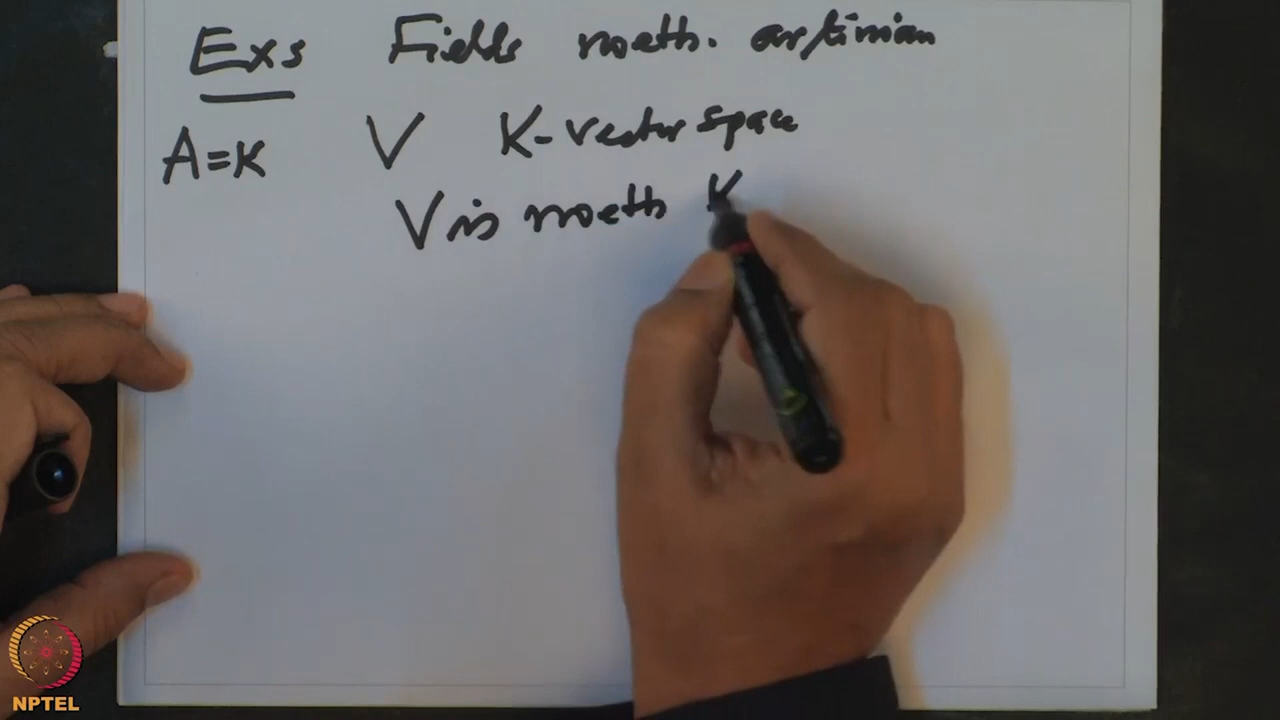 Exs Fields noeth. artinian
A=K V K-vector space
V is noeth K
NPTEL